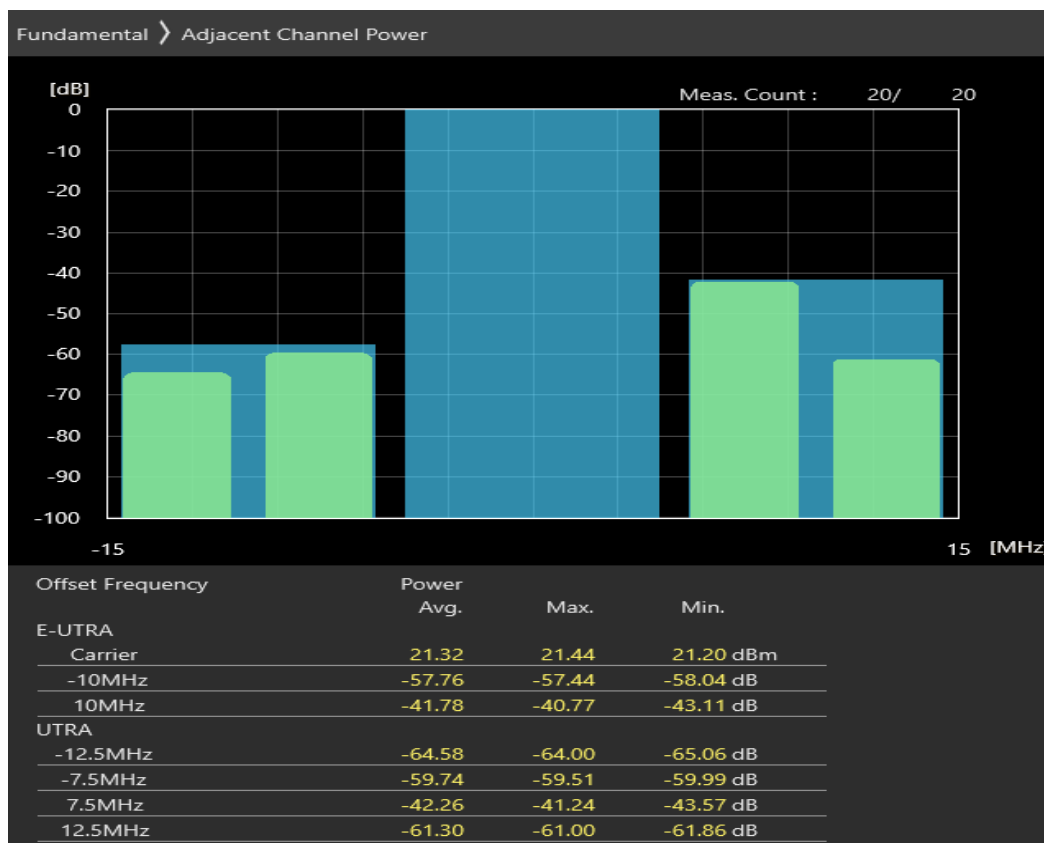 Fundamental 〉 Adjacent Channel Power
[dB]
Meas. Count : 20/ 20
0
-10
-20
-30
-40
-50
-60
-70
-80
-90
-100
-15 15 [MHz]
Offset Frequency Power
Avg. Max. Min.
E-UTRA
Carrier 21.32 21.44 21.20 dBm
-10MHz -57.76 -57.44 -58.04 dB
10MHz -41.78 -40.77 -43.11 dB
UTRA
-12.5MHz -64.58 -64.00 -65.06 dB
-7.5MHz -59.74 -59.51 -59.99 dB
7.5MHz -42.26 -41.24 -43.57 dB
12.5MHz -61.30 -61.00 -61.86 dB